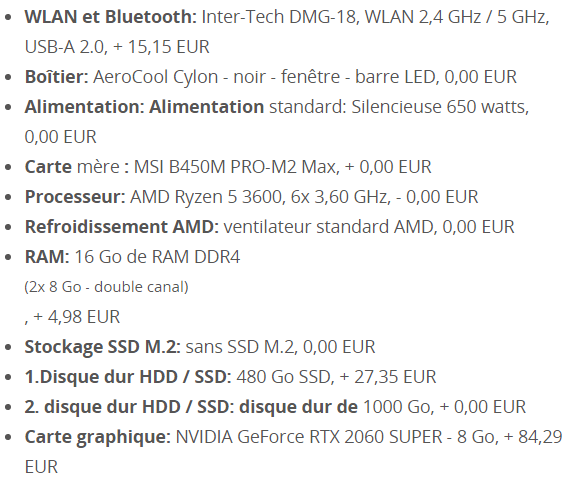 • WLAN et Bluetooth: Inter-Tech DMG-18, WLAN 2,4 GHz / 5 GHz,
USB-A 2.0, + 15,15 EUR
• Boîtier: AeroCool Cylon - noir - fenêtre - barre LED, 0,00 EUR
• Alimentation: Alimentation standard: Silencieuse 650 watts,
0,00 EUR
• Carte mère : MSI B450M PRO-M2 Max, + 0,00 EUR
• Processeur: AMD Ryzen 5 3600, 6x 3,60 GHz, - 0,00 EUR
• Refroidissement AMD: ventilateur standard AMD, 0,00 EUR
• RAM: 16 Go de RAM DDR4
(2x 8 Go - double canal)
, + 4,98 EUR
• Stockage SSD M.2: sans SSD M.2, 0,00 EUR
• 1.Disque dur HDD / SSD: 480 Go SSD, + 27,35 EUR
• 2. disque dur HDD / SSD: disque dur de 1000 Go, + 0,00 EUR
• Carte graphique: NVIDIA GeForce RTX 2060 SUPER - 8 Go, + 84,29
EUR